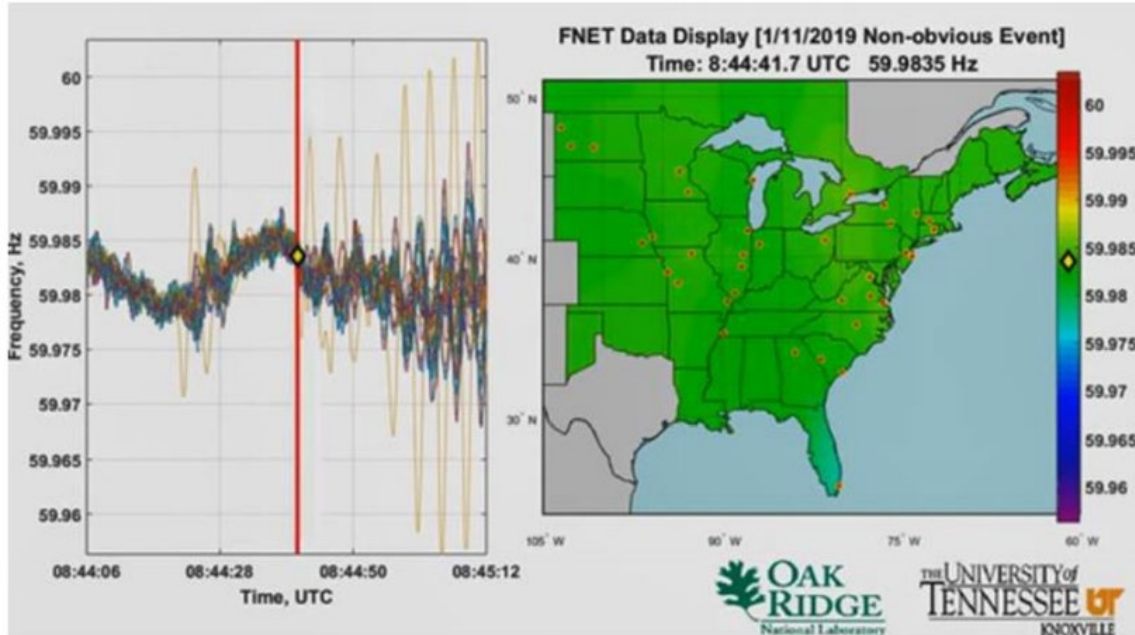 FNET Data Display [1/11/2019 Non-obvious Event]
Time: 8:44:41.7 UTC 59.9835 Hz
Frequency, Hz
60
59.995
59.99
59.985
59.98
59.975
59.97
59.965
59.96
08:44:06
08:44:28
08:44:50
08:45:12
Time, UTC
50° N
40° N
30° N
105° W
90° W
75° W
60° W
60
59.995
59.99
59.985
59.98
59.975
59.97
59.965
59.96
OAK
RIDGE
National Laboratory
THE UNIVERSITY of
TENNESSEE UT
KNOXVILLE